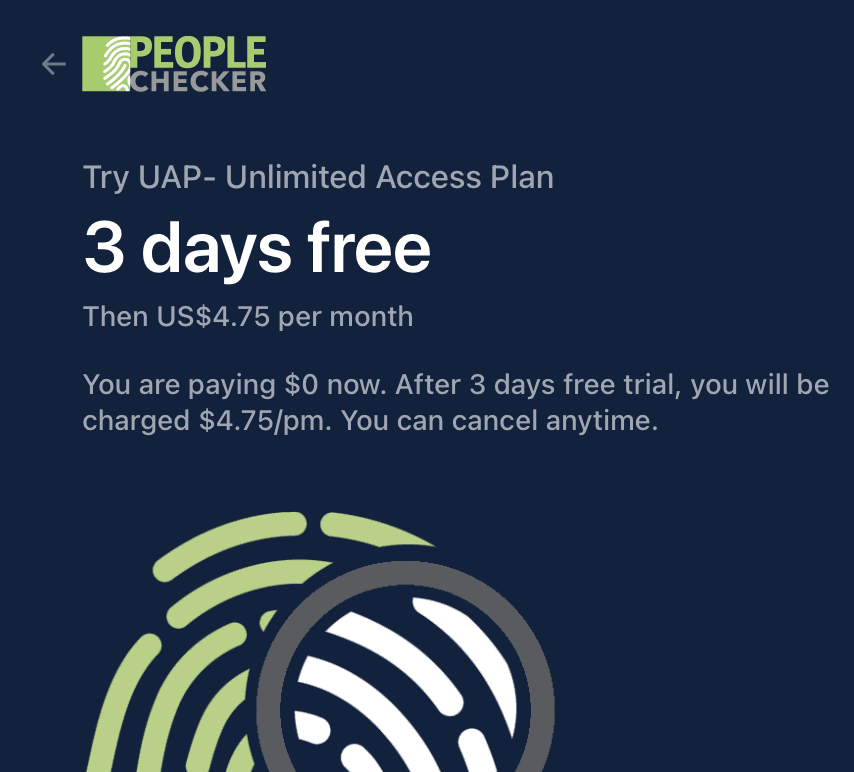 PEOPLE
CHECKER
Try UAP- Unlimited Access Plan
3 days free
Then US$4.75 per month
You are paying $0 now. After 3 days free trial, you will be
charged $4.75/pm. You can cancel anytime.